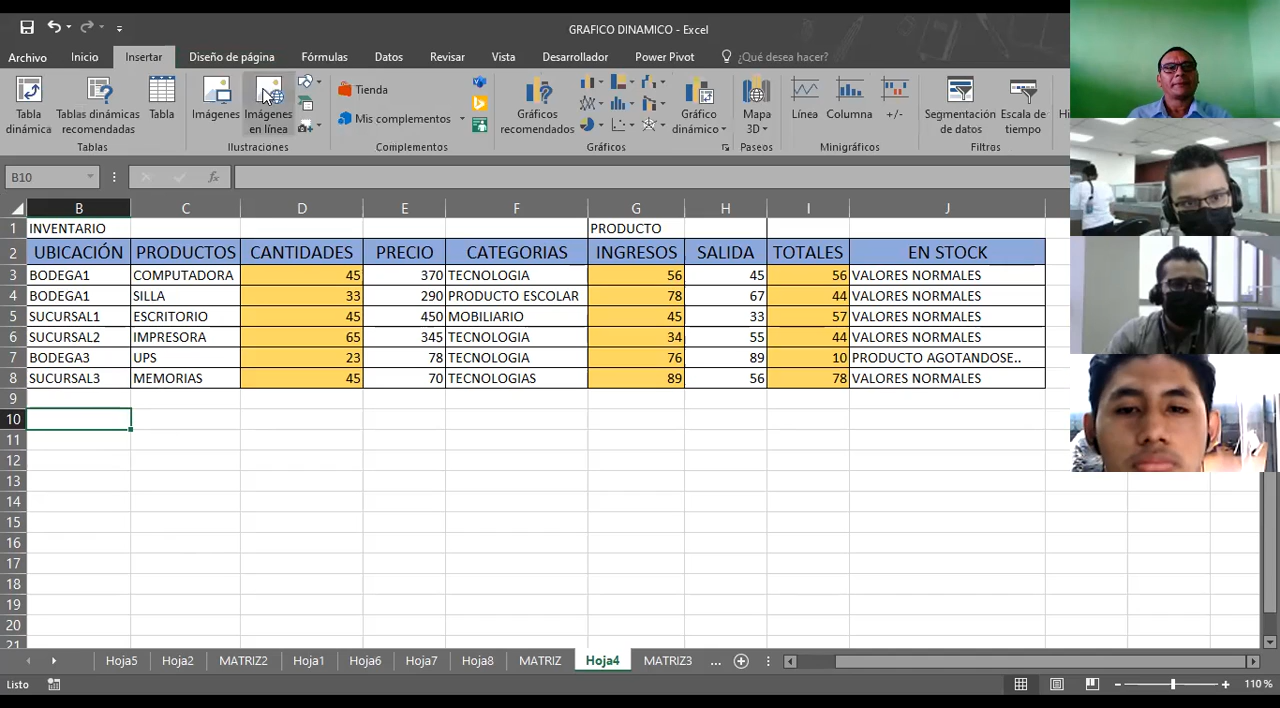 GRAFICO DINAMICO - Excel
Archivo Inicio Insertar Diseño de página Fórmulas Datos Revisar Vista Desarrollador Power Pivot ¿Qué desea hacer?
Tabla dinámica
Tablas dinámicas recomendadas
Tabla
Imágenes
Imágenes en línea
Tienda
Mis complementos
Gráficos recomendados
Gráfico dinámico
Mapa 3D
Línea
Columna
+/-
Segmentación de datos
Escala de tiempo
Tablas Ilustraciones Complementos Gráficos Paseos Minigráficos Filtros
B10 fx
B C D E F G H I J
1 INVENTARIO PRODUCTO
2 UBICACIÓN PRODUCTOS CANTIDADES PRECIO CATEGORIAS INGRESOS SALIDA TOTALES EN STOCK
3 BODEGA1 COMPUTADORA 45 370 TECNOLOGIA 56 45 56 VALORES NORMALES
4 BODEGA1 SILLA 33 290 PRODUCTO ESCOLAR 78 67 44 VALORES NORMALES
5 SUCURSAL1 ESCRITORIO 45 450 MOBILIARIO 45 33 57 VALORES NORMALES
6 SUCURSAL2 IMPRESORA 65 345 TECNOLOGIA 34 55 44 VALORES NORMALES
7 BODEGA3 UPS 23 78 TECNOLOGIA 76 89 10 PRODUCTO AGOTANDOSE..
8 SUCURSAL3 MEMORIAS 45 70 TECNOLOGIAS 89 56 78 VALORES NORMALES
9
10
11
12
13
14
15
16
17
18
19
20
21
Hoja5 Hoja2 MATRIZ2 Hoja1 Hoja6 Hoja7 Hoja8 MATRIZ Hoja4 MATRIZ3 ...
Listo 110 %